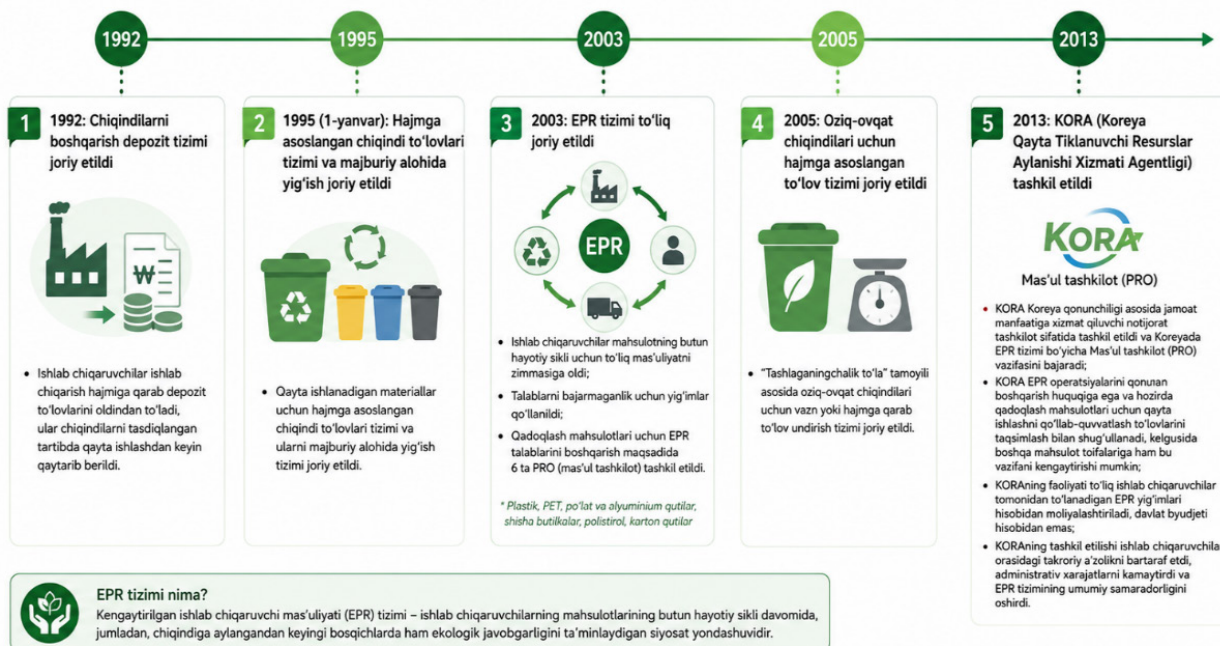 1992
1995
2003
2005
2013
1
1992: Chiqindilarni
boshqarish depozit tizimi
joriy etildi
₩
• Ishlab chiqaruvchilar ishlab
chiqarish hajmiga qarab depozit
to‘lovlarini oldindan to‘ladi,
ular chiqindilarni tasdiqlangan
tartibda qayta ishlashdan keyin
qaytarib berildi.
2
1995 (1-yanvar): Hajmga
asoslangan chiqindi to‘lovlari
tizimi va majburiy alohida
yig‘ish joriy etildi
• Qayta ishlanadigan materiallar
uchun hajmga asoslangan
chiqindi to‘lovlari tizimi va
ularni majburiy alohida yig‘ish
tizimi joriy etildi.
3
2003: EPR tizimi to‘liq
joriy etildi
EPR
• Ishlab chiqaruvchilar mahsulotning butun
hayotiy sikli uchun to‘liq mas’uliyatni
zimmasiga oldi;
• Talablarni bajarmaganlik uchun yig‘imlar
qo‘llanildi;
• Qadoqlash mahsulotlari uchun EPR
talablarini boshqarish maqsadida
6 ta PRO (mas’ul tashkilot) tashkil etildi.
* Plastik, PET, po‘lat va alyuminium qutilar,
shisha butilkalar, polistirol, karton qutilar
4
2005: Oziq-ovqat
chiqindilari uchun
hajmga asoslangan
to‘lov tizimi joriy etildi
• “Tashlaganingchalik to‘la” tamoyili
asosida oziq-ovqat chiqindilari
uchun vazn yoki hajmga qarab
to‘lov undirish tizimi joriy etildi.
5
2013: KORA (Koreya
Qayta Tiklanuvchi Resurslar
Aylanishi Xizmati Agentligi)
tashkil etildi
KORA
Mas’ul tashkilot (PRO)
• KORA Koreya qonunchiligi asosida jamoat
manfaatiga xizmat qiluvchi notijorat
tashkilot sifatida tashkil etildi va Koreyada
EPR tizimi bo‘yicha Mas’ul tashkilot (PRO)
vazifasini bajaradi;
• KORA EPR operatsiyalarini qonunan
boshqarish huquqiga ega va hozirda
qadoqlash mahsulotlari uchun qayta
ishlashni qo‘llab-quvvatlash to‘lovlarini
taqsimlash bilan shug‘ullanadi, kelgusida
boshqa mahsulot toifalariga ham bu
vazifani kengaytirishi mumkin;
• KORAning faoliyati to‘liq ishlab chiqaruvchilar
tomonidan to‘lanadigan EPR yig‘imlari
hisobidan moliyalashtiriladi, davlat byudjeti
hisobidan emas;
• KORAning tashkil etilishi ishlab chiqaruvchila
orasidagi takroriy a’zolikni bartaraf etdi,
administrativ xarajatlarni kamaytirdi va
EPR tizimining umumiy samaradorligini
oshirdi.
EPR tizimi nima?
Kengaytirilgan ishlab chiqaruvchi mas’uliyati (EPR) tizimi – ishlab chiqaruvchilarning mahsulotlarining butun hayotiy sikli davomida,
jumladan, chiqindiga aylangandan keyingi bosqichlarda ham ekologik javobgarligini ta’minlaydigan siyosat yondashuvidir.